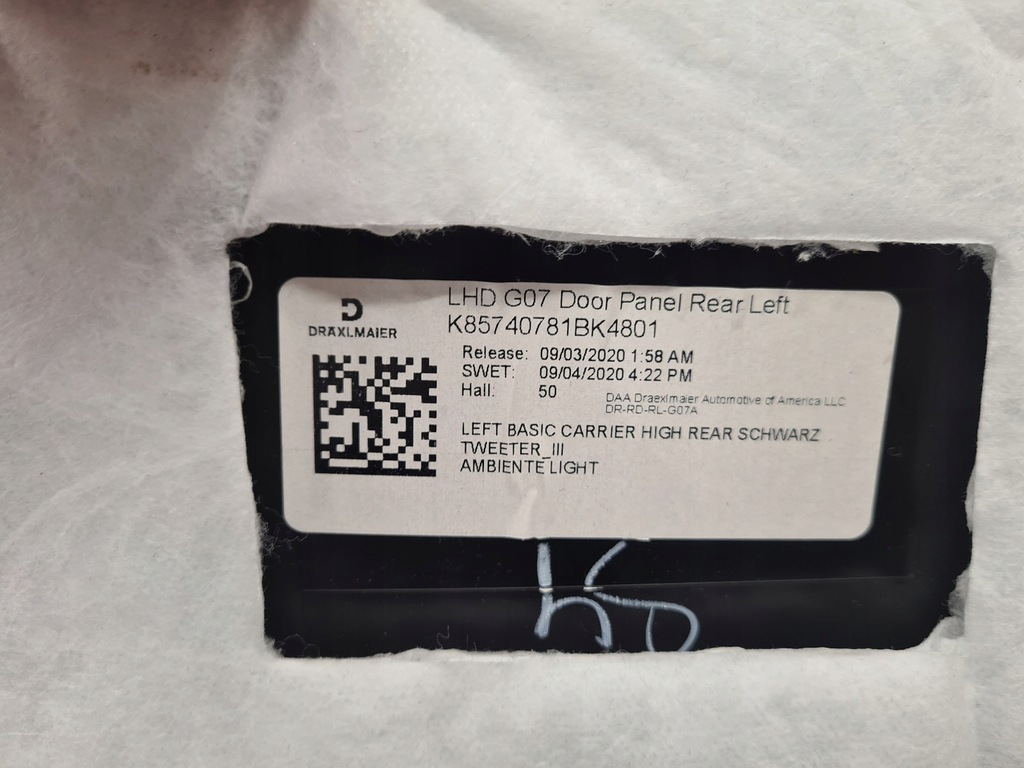 DRÄXLMAIER
LHD G07 Door Panel Rear Left
K85740781BK4801
Release: 09/03/2020 1:58 AM
SWET: 09/04/2020 4:22 PM
Hall: 50
DAA Draexlmaier Automotive of America LLC
DR-RD-RL-G07A
LEFT BASIC CARRIER HIGH REAR SCHWARZ
TWEETER_III
AMBIENTE LIGHT